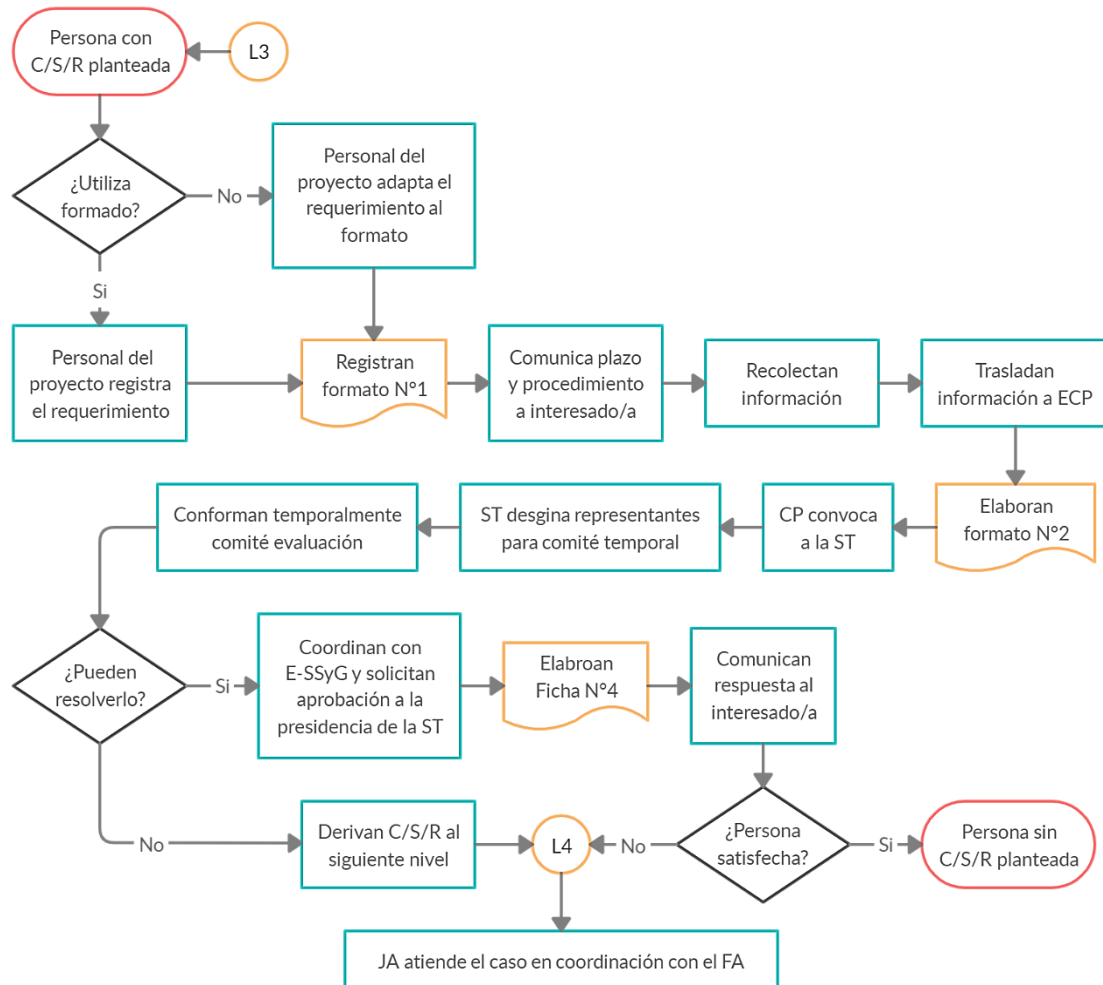 Persona con
C/S/R planteada
L3
¿Utiliza
formado?
No
Personal del
proyecto adapta el
requerimiento al
formato
Si
Personal del
proyecto registra
el requerimiento
Registran
formato N°1
Comunica plazo
y procedimiento
a interesado/a
Recolectan
información
Trasladan
información a ECP
Elaboran
formato N°2
CP convoca
a la ST
ST desgina representantes
para comité temporal
Conforman temporalmente
comité evaluación
¿Pueden
resolverlo?
Si
Coordinan con
E-SSyG y solicitan
aprobación a la
presidencia de la ST
Elabroan
Ficha N°4
Comunican
respuesta al
interesado/a
No
Derivan C/S/R al
siguiente nivel
L4
No
¿Persona
satisfecha?
Si
Persona sin
C/S/R planteada
JA atiende el caso en coordinación con el FA